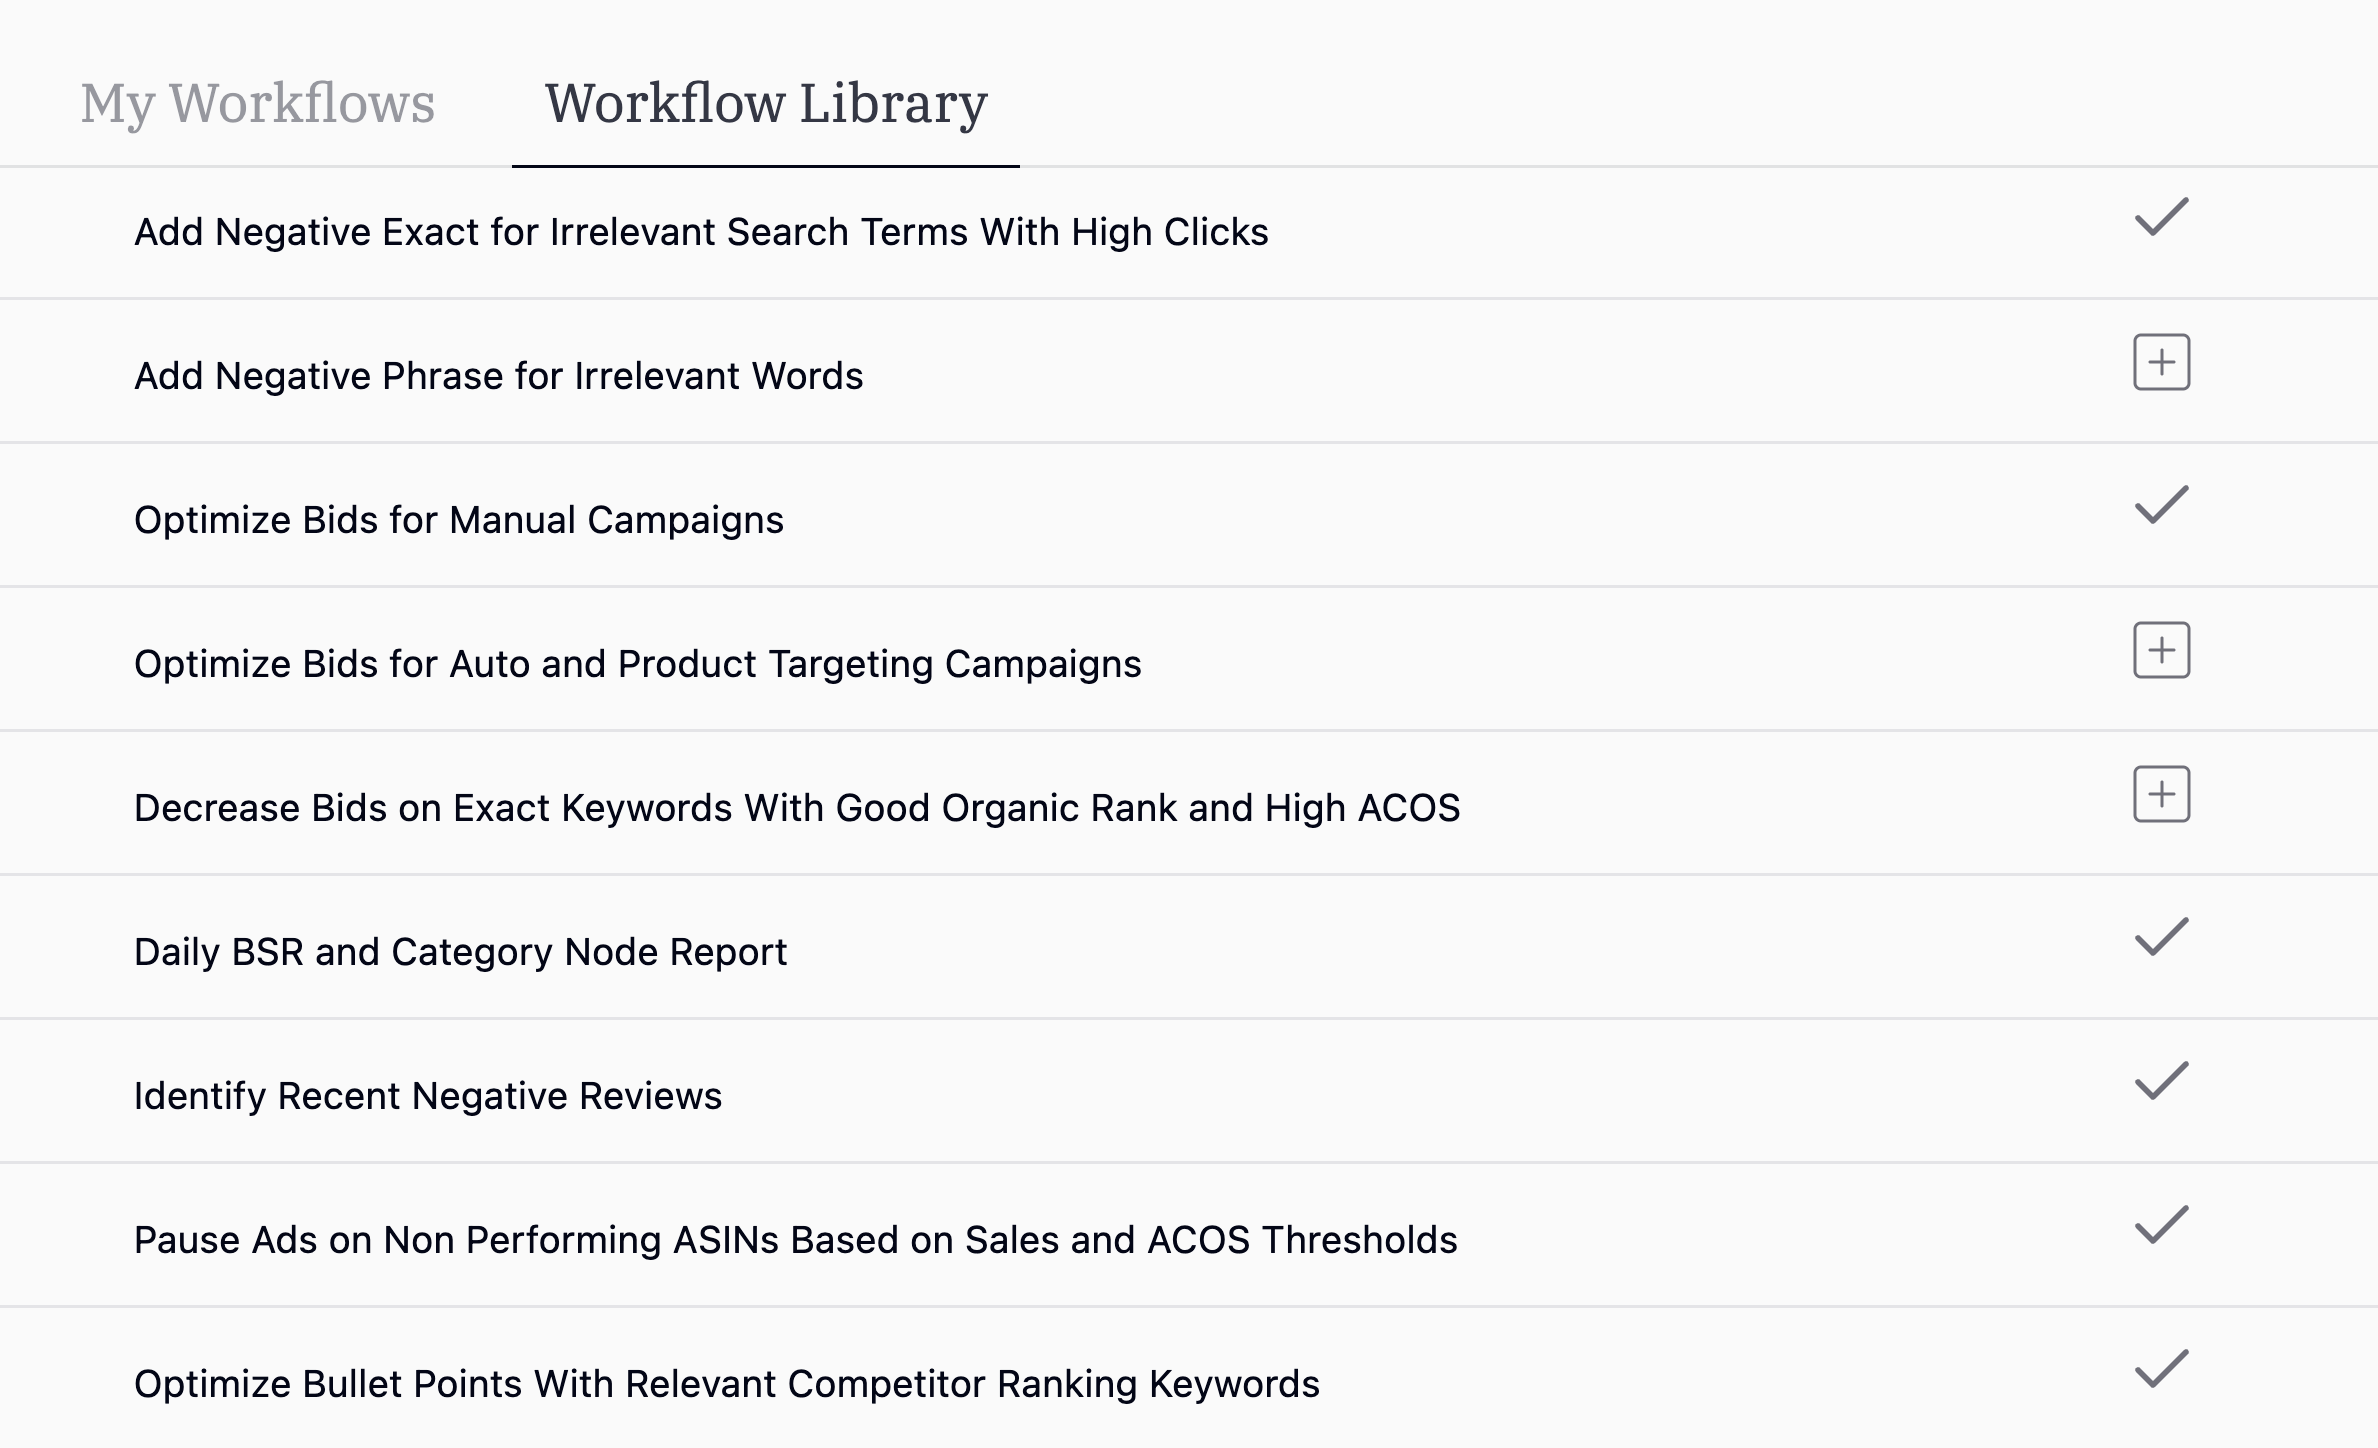 My Workflows
Workflow Library
Add Negative Exact for Irrelevant Search Terms With High Clicks
Add Negative Phrase for Irrelevant Words
Optimize Bids for Manual Campaigns
Optimize Bids for Auto and Product Targeting Campaigns
Decrease Bids on Exact Keywords With Good Organic Rank and High ACOS
Daily BSR and Category Node Report
Identify Recent Negative Reviews
Pause Ads on Non Performing ASINs Based on Sales and ACOS Thresholds
Optimize Bullet Points With Relevant Competitor Ranking Keywords